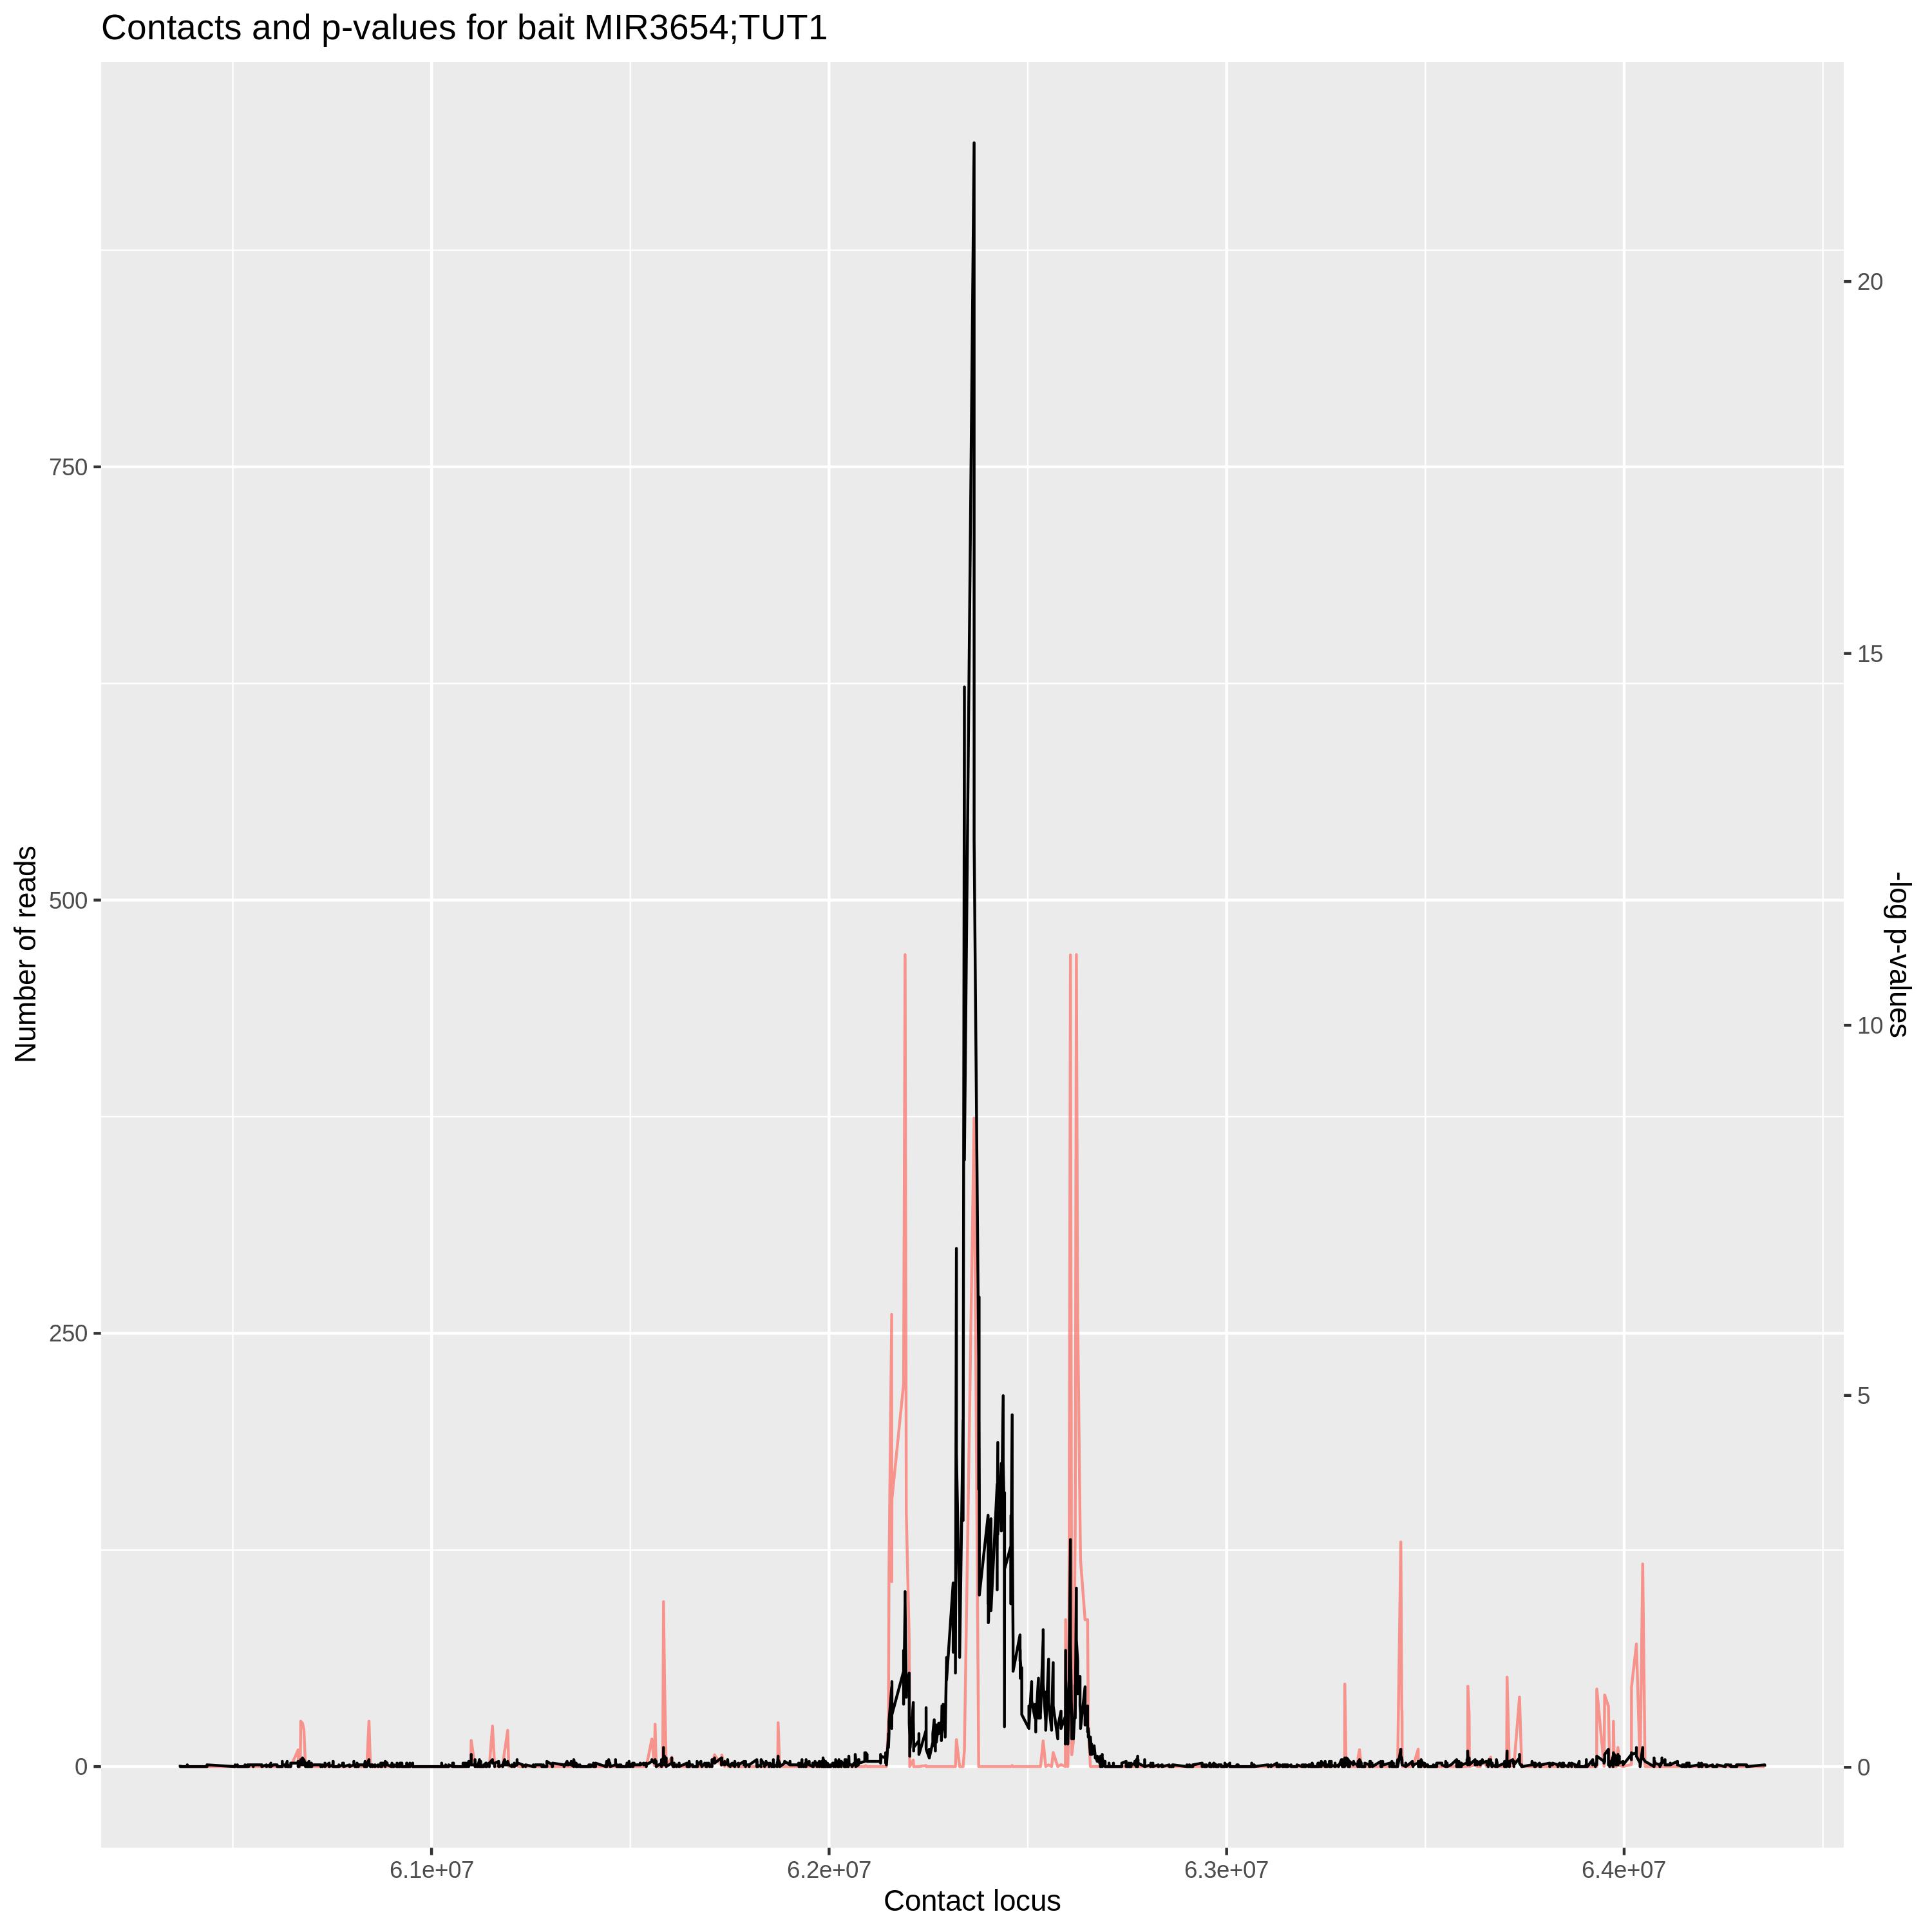 Contacts and p-values for bait MIR3654;TUT1
Number of reads
750
500
250
0
20
15
10
5
0
-log p-values
6.1e+07
6.2e+07
6.3e+07
6.4e+07
Contact locus